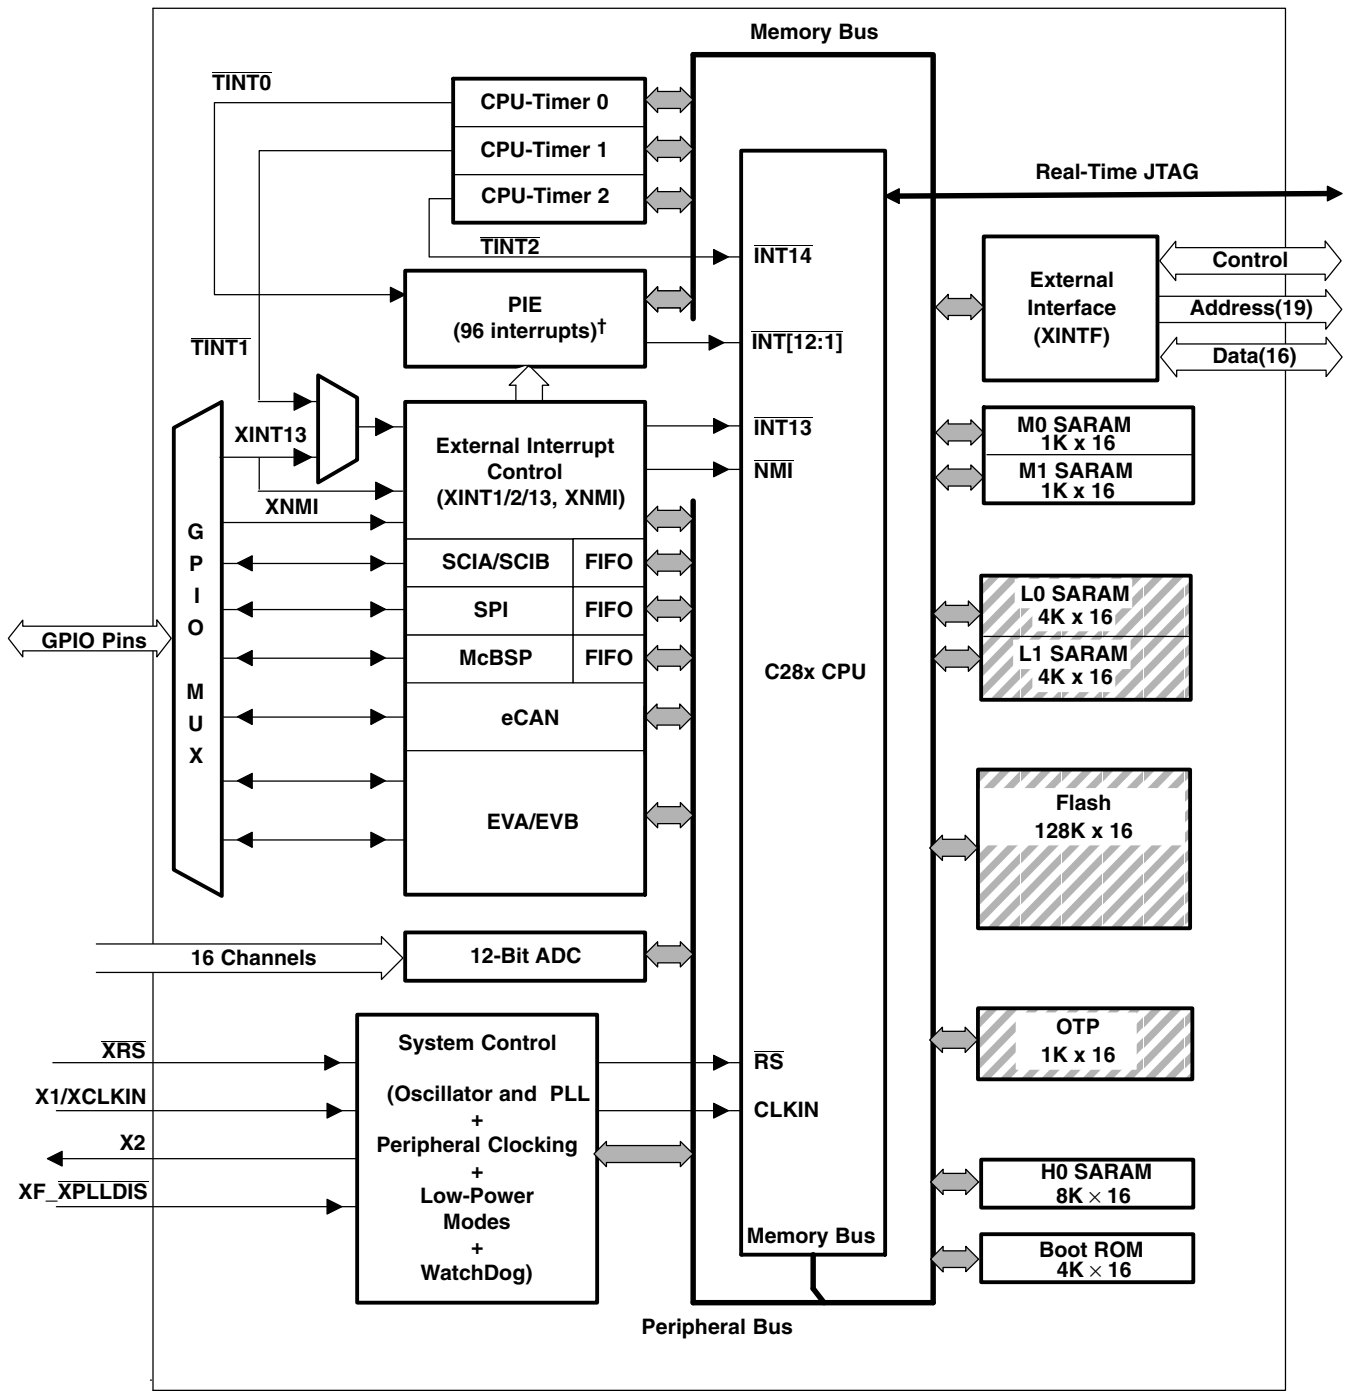 Memory Bus
TINT0
CPU-Timer 0
CPU-Timer 1
CPU-Timer 2
Real-Time JTAG
TINT2
INT14
External
Interface
(XINTF)
Control
Address(19)
Data(16)
PIE
(96 interrupts)†
INT[12:1]
TINT1
XINT13
External Interrupt
Control
(XINT1/2/13, XNMI)
INT13
NMI
M0 SARAM
1K x 16
M1 SARAM
1K x 16
XNMI
GPIO MUX
GPIO Pins
SCIA/SCIB
FIFO
SPI
FIFO
McBSP
FIFO
eCAN
EVA/EVB
C28x CPU
L0 SARAM
4K x 16
L1 SARAM
4K x 16
Flash
128K x 16
16 Channels
12-Bit ADC
OTP
1K x 16
XRS
X1/XCLKIN
X2
XF_XPLLDIS
System Control
(Oscillator and PLL
+
Peripheral Clocking
+
Low-Power
Modes
+
WatchDog)
RS
CLKIN
H0 SARAM
8K × 16
Memory Bus
Boot ROM
4K × 16
Peripheral Bus